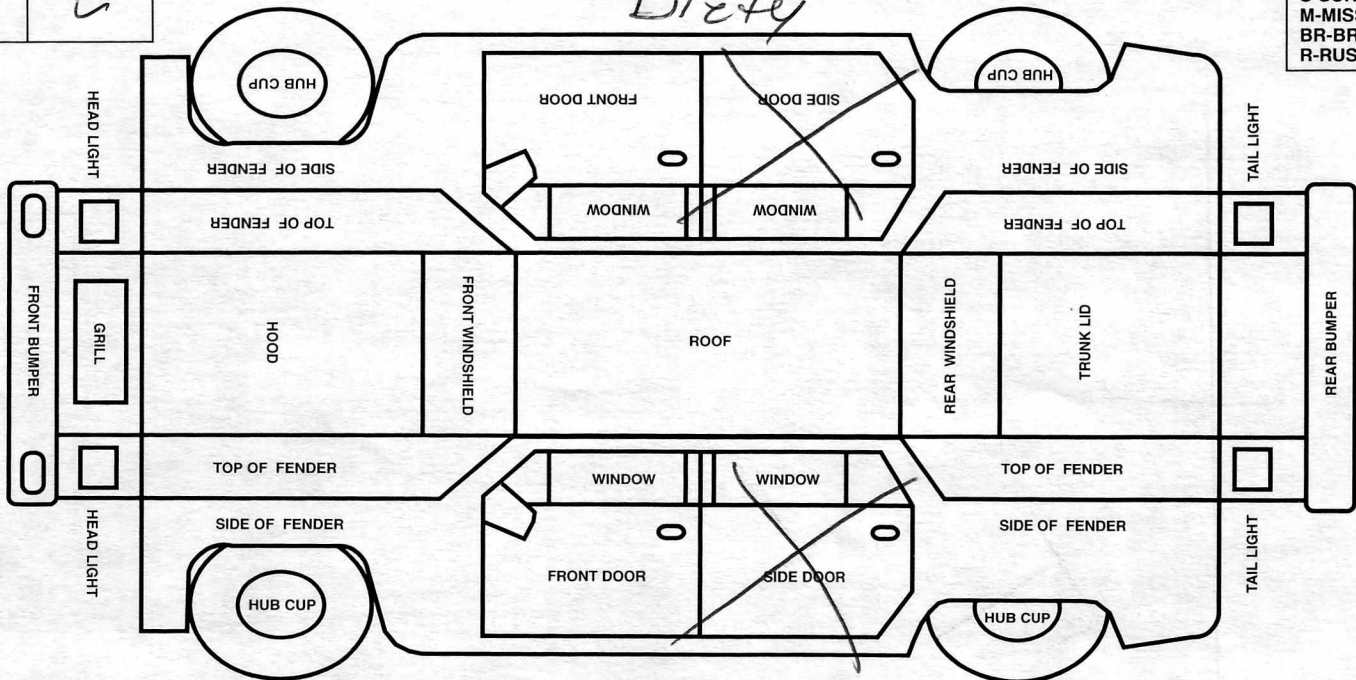 Dirty
M-MISS
BR-BR
R-RUS
HUB CUP
HUB CUP
FRONT DOOR
SIDE DOOR
HEAD LIGHT
TAIL LIGHT
SIDE OF FENDER
SIDE OF FENDER
WINDOW
WINDOW
TOP OF FENDER
TOP OF FENDER
FRONT BUMPER
GRILL
HOOD
FRONT WINDSHIELD
ROOF
REAR WINDSHIELD
TRUNK LID
REAR BUMPER
TOP OF FENDER
WINDOW
WINDOW
TOP OF FENDER
SIDE OF FENDER
SIDE OF FENDER
HEAD LIGHT
TAIL LIGHT
FRONT DOOR
SIDE DOOR
HUB CUP
HUB CUP